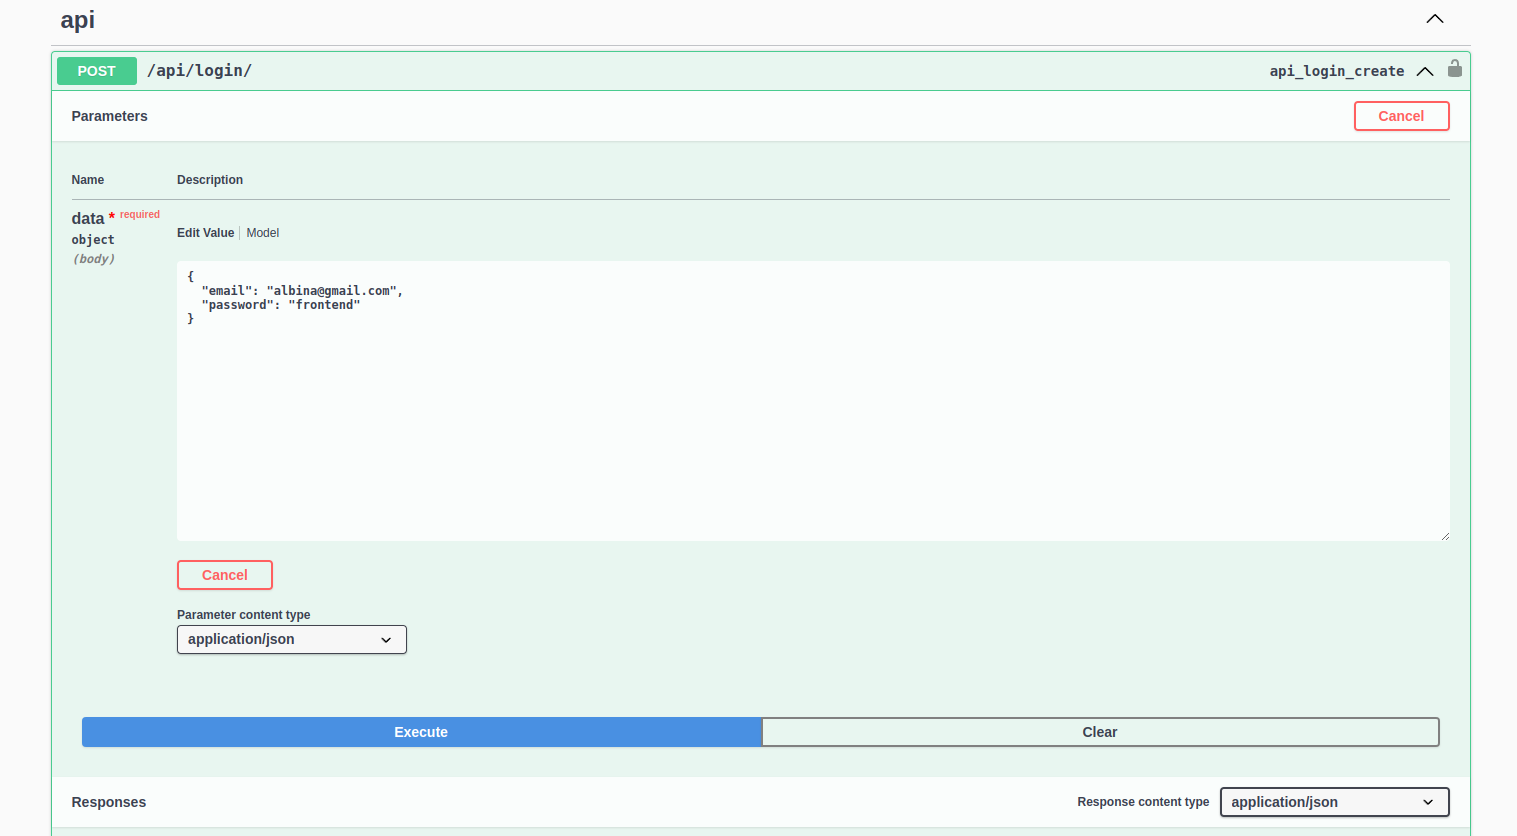 api
POST /api/login/ api_login_create
Parameters Cancel
Name Description
data * required
object
(body)
Edit Value Model
{
"email": "albina@gmail.com",
"password": "frontend"
}
Cancel
Parameter content type
application/json
Execute Clear
Responses Response content type application/json